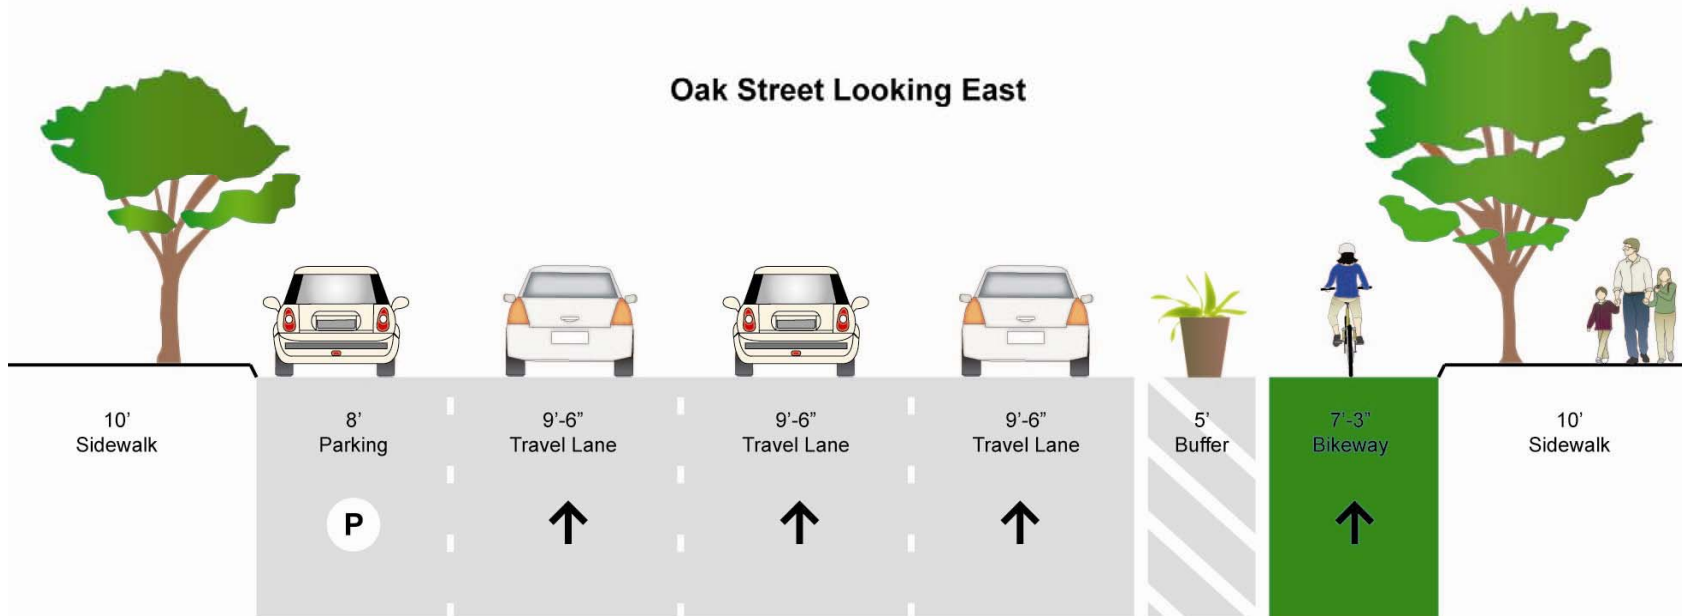 Oak Street Looking East
10’
Sidewalk
8’
Parking
9’-6”
Travel Lane
9’-6”
Travel Lane
9’-6”
Travel Lane
5’
Buffer
7’-3”
Bikeway
10’
Sidewalk
P